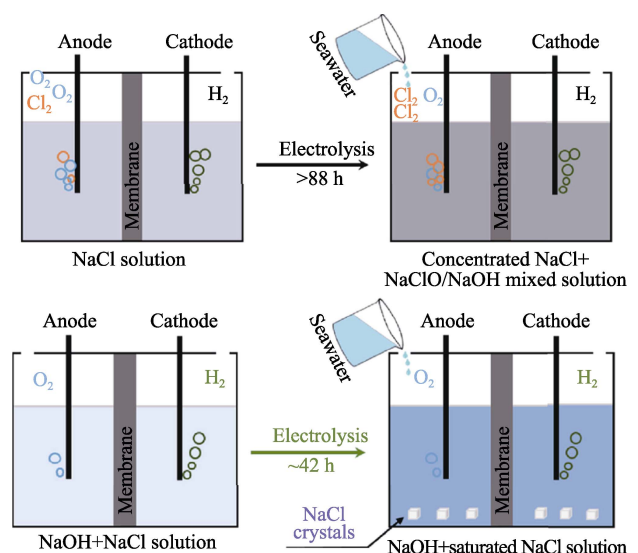 Anode
Cathode
O₂
O₂
Cl₂
H₂
Membrane
NaCl solution
Electrolysis
>88 h
Seawater
Anode
Cathode
Cl₂
Cl₂
O₂
H₂
Membrane
Concentrated NaCl+
NaClO/NaOH mixed solution
Anode
Cathode
O₂
H₂
Membrane
NaOH+NaCl solution
Electrolysis
~42 h
NaCl
crystals
Seawater
Anode
Cathode
O₂
H₂
Membrane
NaOH+saturated NaCl solution